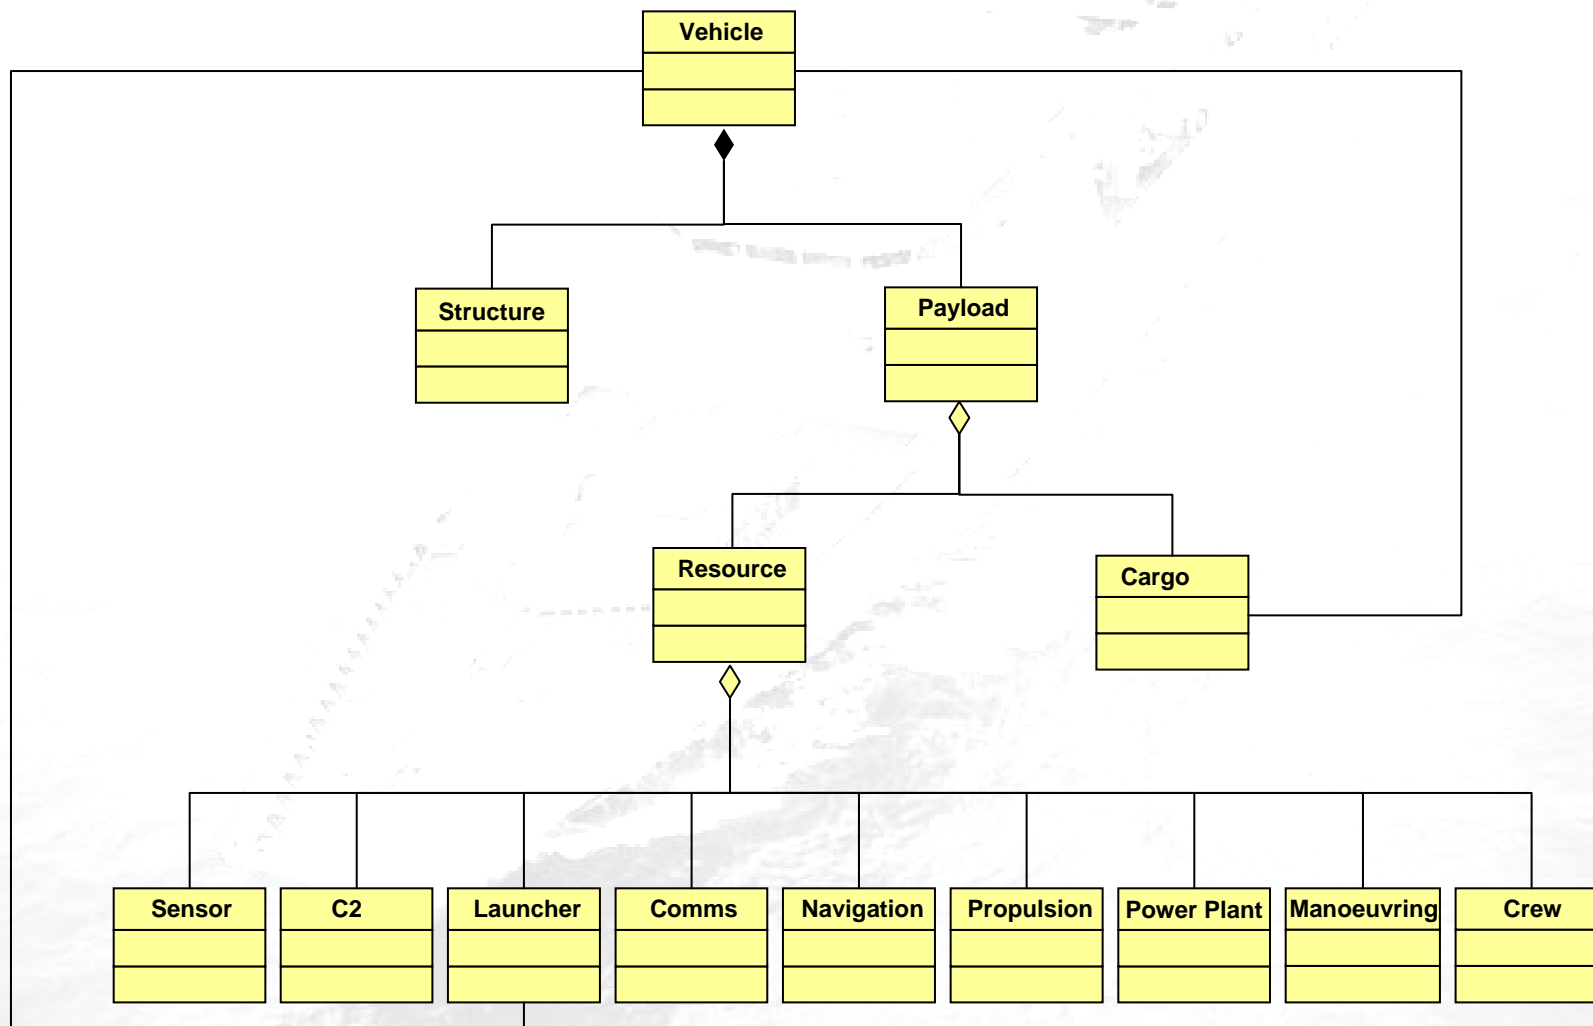 Vehicle
Structure
Payload
Resource
Cargo
Sensor
C2
Launcher
Comms
Navigation
Propulsion
Power Plant
Manoeuvring
Crew